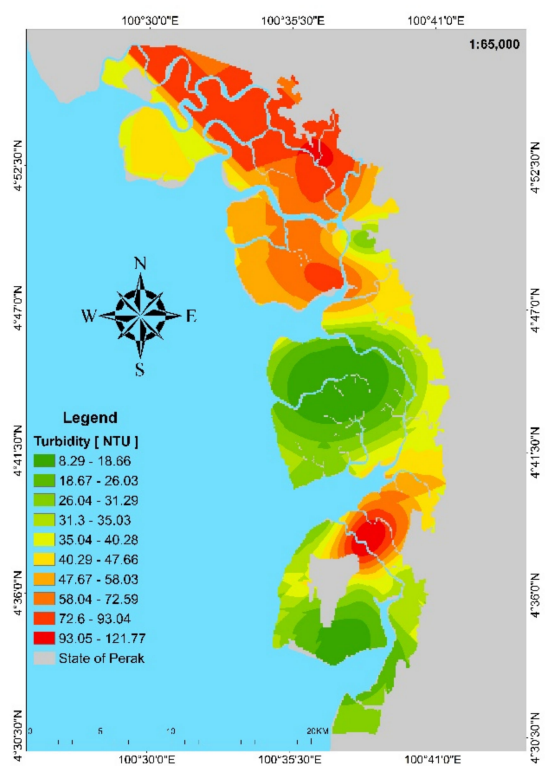 100°30'0"E 100°35'30"E 100°41'0"E
1:65,000
4°52'30"N 4°52'30"N
4°47'0"N 4°47'0"N
N
W E
S
Legend
Turbidity [ NTU ]
8.29 - 18.66
18.67 - 26.03
26.04 - 31.29
31.3 - 35.03
35.04 - 40.28
40.29 - 47.66
47.67 - 58.03
58.04 - 72.59
72.6 - 93.04
93.05 - 121.77
State of Perak
4°41'30"N 4°41'30"N
4°36'0"N 4°36'0"N
0 5 10 20KM
4°30'30"N 4°30'30"N
100°30'0"E 100°35'30"E 100°41'0"E